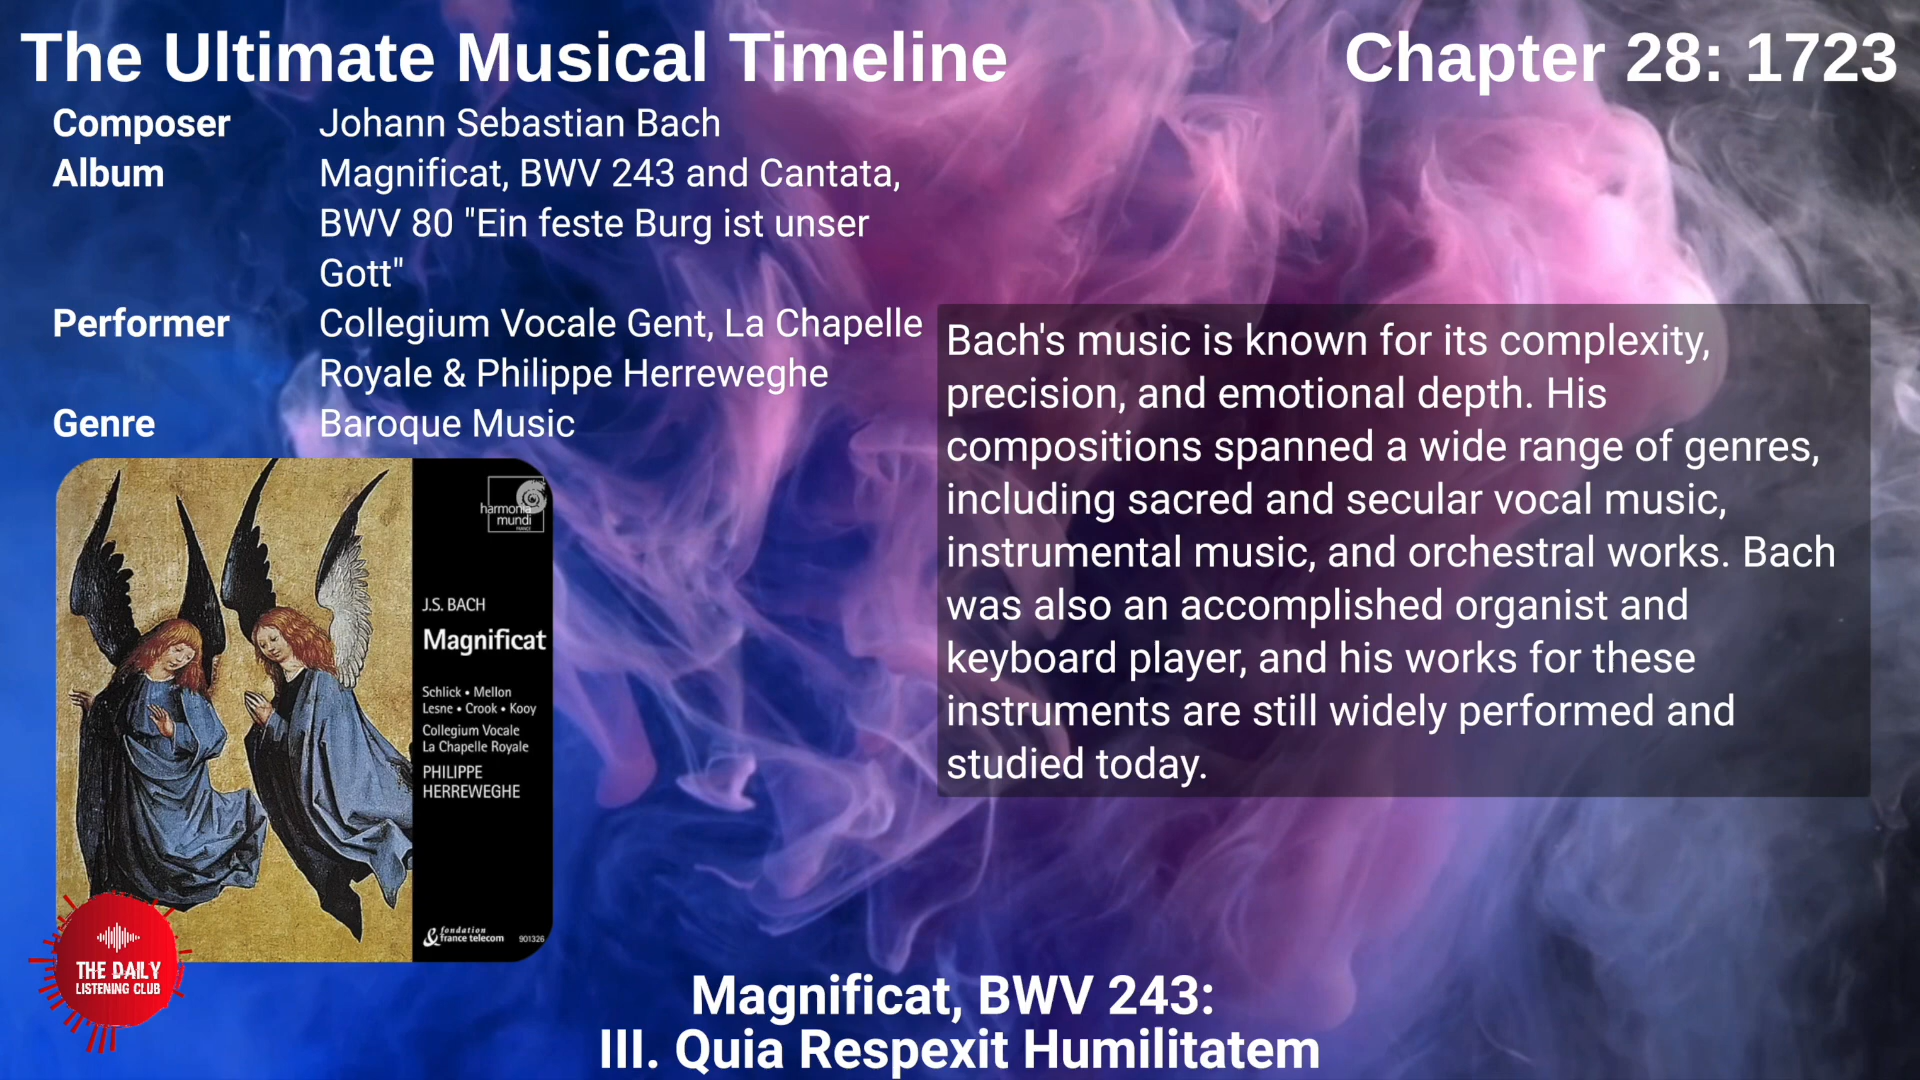 The Ultimate Musical Timeline
Chapter 28: 1723
Composer Johann Sebastian Bach
Album Magnificat, BWV 243 and Cantata,
BWV 80 "Ein feste Burg ist unser
Gott"
Performer Collegium Vocale Gent, La Chapelle
Royale & Philippe Herreweghe
Genre Baroque Music
harmonia
mundi
FRANCE
J.S. BACH
Magnificat
Schlick • Mellon
Lesne • Crook • Kooy
Collegium Vocale
La Chapelle Royale
PHILIPPE
HERREWEGHE
& fondation
france telecom
901326
THE DAILY
LISTENING CLUB
Bach's music is known for its complexity,
precision, and emotional depth. His
compositions spanned a wide range of genres,
including sacred and secular vocal music,
instrumental music, and orchestral works. Bach
was also an accomplished organist and
keyboard player, and his works for these
instruments are still widely performed and
studied today.
Magnificat, BWV 243:
III. Quia Respexit Humilitatem